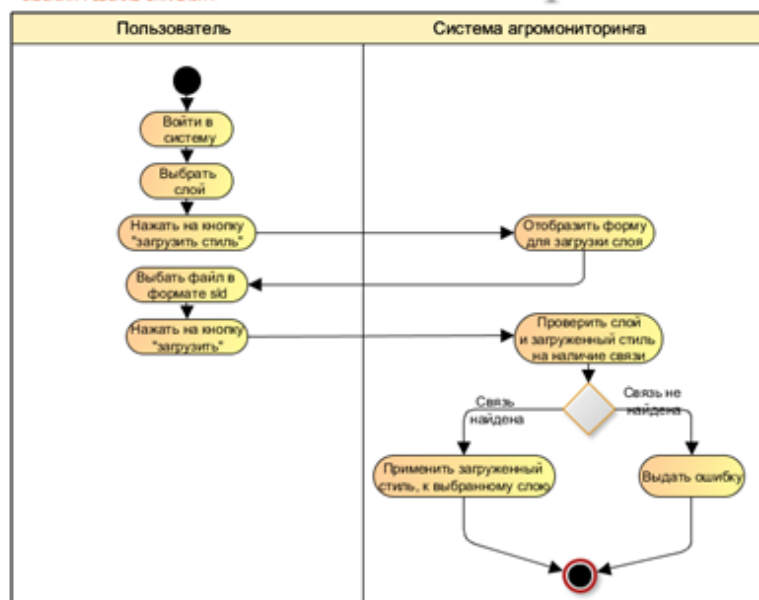 Пользователь
Система агромониторинга
Войти в
систему
Выбрать
слой
Нажать на кнопку
"загрузить стиль"
Отобразить форму
для загрузки слоя
Выбать файл в
формате sld
Нажать на кнопку
"загрузить"
Проверить слой
и загруженный стиль
на наличие связи
Связь
найдена
Связь не
найдена
Применить загруженный
стиль, к выбранному слою
Выдать ошибку